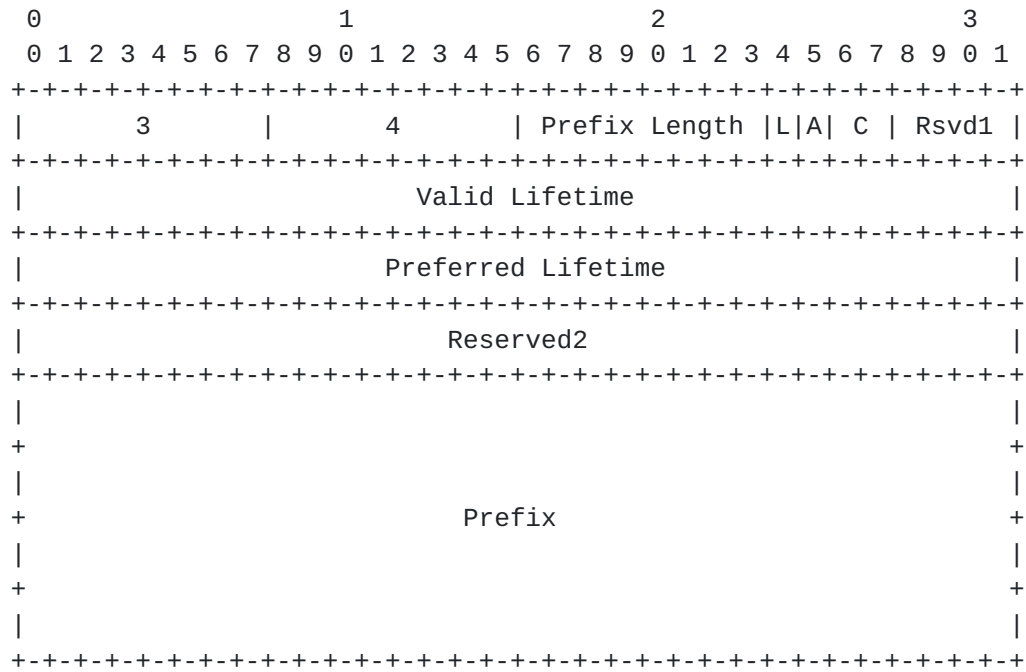 0                   1                   2                   3
 0 1 2 3 4 5 6 7 8 9 0 1 2 3 4 5 6 7 8 9 0 1 2 3 4 5 6 7 8 9 0 1
+-+-+-+-+-+-+-+-+-+-+-+-+-+-+-+-+-+-+-+-+-+-+-+-+-+-+-+-+-+-+-+-+
|       3       |       4       | Prefix Length |L|A| C | Rsvd1 |
+-+-+-+-+-+-+-+-+-+-+-+-+-+-+-+-+-+-+-+-+-+-+-+-+-+-+-+-+-+-+-+-+
|                         Valid Lifetime                        |
+-+-+-+-+-+-+-+-+-+-+-+-+-+-+-+-+-+-+-+-+-+-+-+-+-+-+-+-+-+-+-+-+
|                       Preferred Lifetime                      |
+-+-+-+-+-+-+-+-+-+-+-+-+-+-+-+-+-+-+-+-+-+-+-+-+-+-+-+-+-+-+-+-+
|                           Reserved2                           |
+-+-+-+-+-+-+-+-+-+-+-+-+-+-+-+-+-+-+-+-+-+-+-+-+-+-+-+-+-+-+-+-+
|                                                               |
+                                                               +
|                                                               |
+                            Prefix                             +
|                                                               |
+                                                               +
|                                                               |
+-+-+-+-+-+-+-+-+-+-+-+-+-+-+-+-+-+-+-+-+-+-+-+-+-+-+-+-+-+-+-+-+